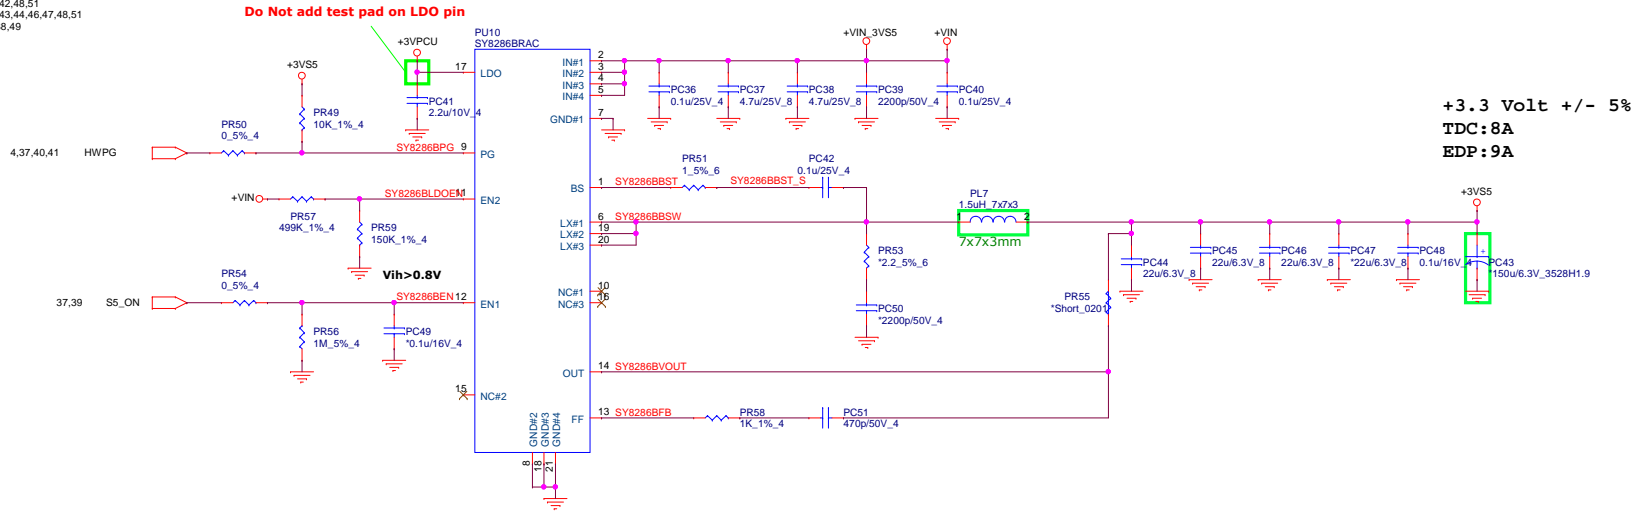 42,48,51
43,44,46,47,48,51
8,49
Do Not add test pad on LDO pin
+3VPCU
PU10
SY8286BRAC
+VIN_3VS5
+VIN
+3VS5
17
LDO
PC41
2.2u/10V_4
IN#1
IN#2
IN#3
IN#4
2
3
4
5
PC36
0.1u/25V_4
PC37
4.7u/25V_8
PC38
4.7u/25V_8
PC39
2200p/50V_4
PC40
0.1u/25V_4
GND#1
7
+3.3 Volt +/- 5%
TDC:8A
EDP:9A
PR49
10K_1%_4
PR50
0_5%_4
4,37,40,41
HWPG
SY8286BPG
9
PG
PR51
1_5%_6
PC42
0.1u/25V_4
BS
1
SY8286BBST
SY8286BBST_S
+VIN
PR57
499K_1%_4
SY8286BLDOEN
11
EN2
PR59
150K_1%_4
PL7
1.5uH_7x7x3
1
2
7x7x3mm
+3VS5
LX#1
LX#2
LX#3
6
19
20
SY8286BBSW
PR53
*2.2_5%_6
PC50
*2200p/50V_4
PC44
22u/6.3V_8
PC45
22u/6.3V_8
PC46
22u/6.3V_8
PC47
*22u/6.3V_8
PC48
0.1u/16V_4
+
PC43
*150u/6.3V_3528H1.9
Vih>0.8V
PR54
0_5%_4
37,39
S5_ON
SY8286BEN
12
EN1
NC#1
NC#3
10
16
PR55
*Short_0201
PR56
1M_5%_4
PC49
*0.1u/16V_4
OUT
14
SY8286BVOUT
15
NC#2
FF
13
SY8286BFB
PR58
1K_1%_4
PC51
470p/50V_4
GND#2
GND#3
GND#4
8
18
21